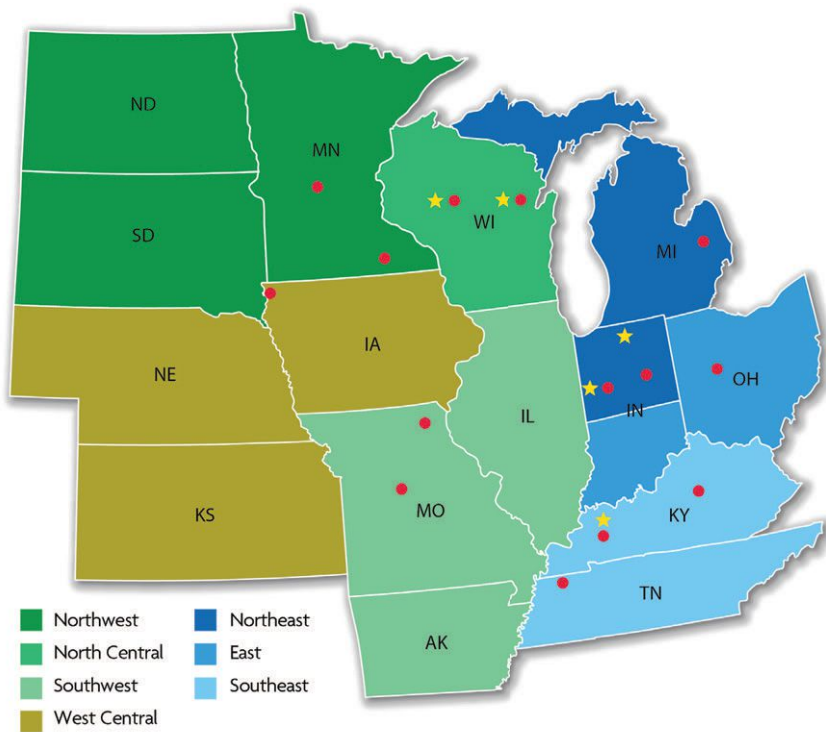 ND
MN
WI
SD
MI
NE
IA
OH
IL
IN
KS
MO
KY
TN
AK
Northwest
North Central
Southwest
West Central
Northeast
East
Southeast